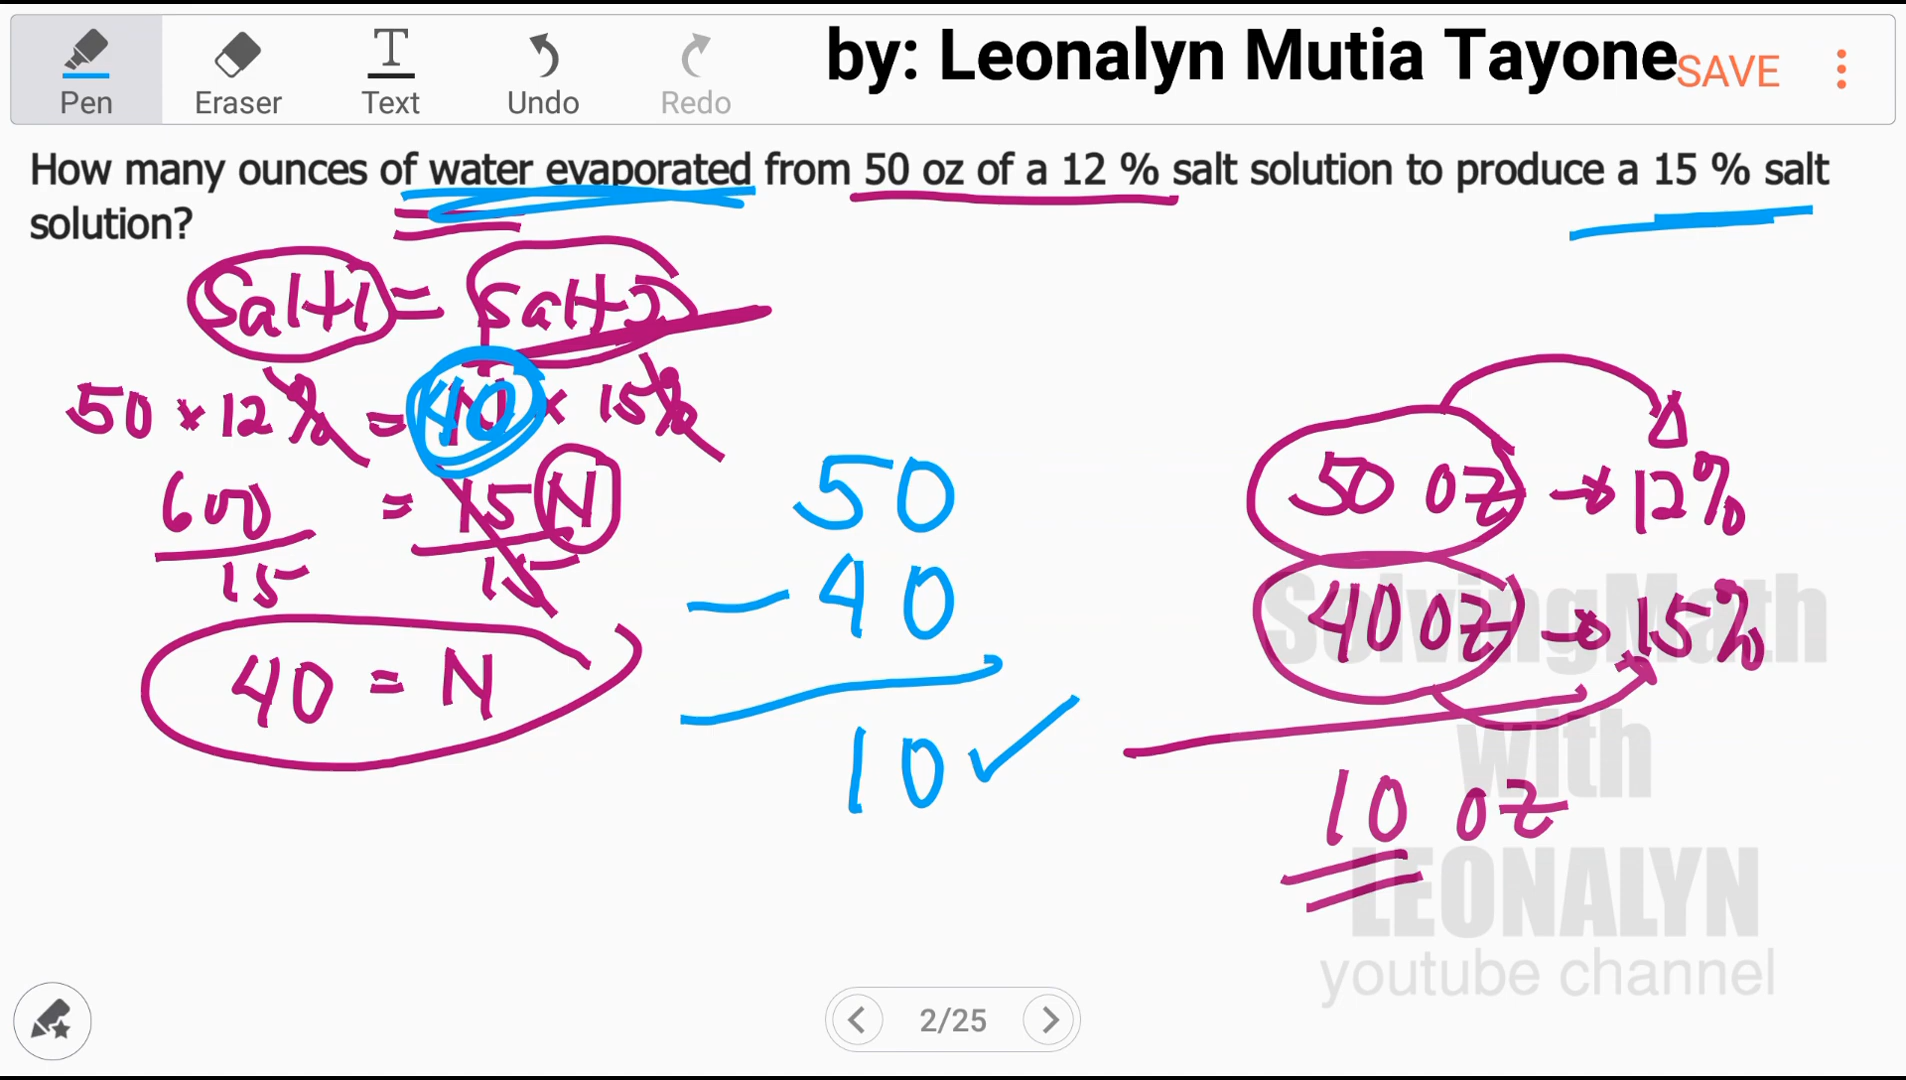 by: Leonalyn Mutia Tayone
SAVE
Pen
Eraser
Text
Undo
Redo
How many ounces of water evaporated from 50 oz of a 12 % salt solution to produce a 15 % salt
solution?
Salt1 = Salt2
50 × 12% = 40 × 15%
600 = 15 N
15 15
40 = N
50
- 40
10 ✓
50 oz → 12%
40 oz → 15%
10 oz
SolvingMath
with
LEONALYN
youtube channel
2/25